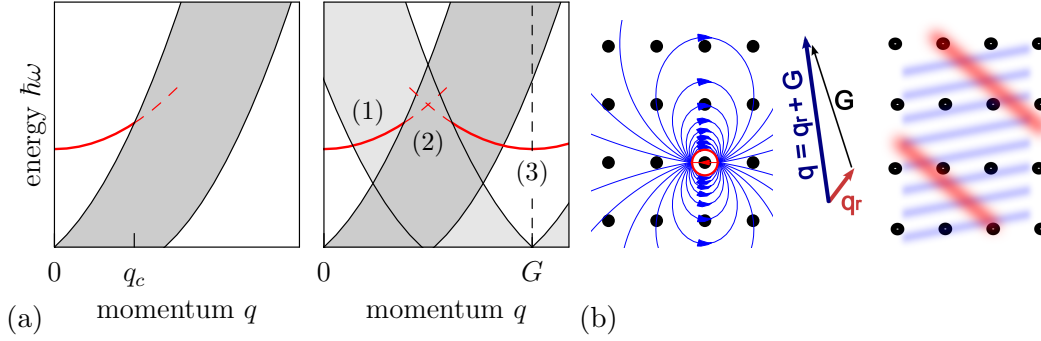 energy ħω
0
q_c
momentum q
(a)
(1)
(2)
(3)
0
G
momentum q
(b)
q = q_r + G
G
q_r